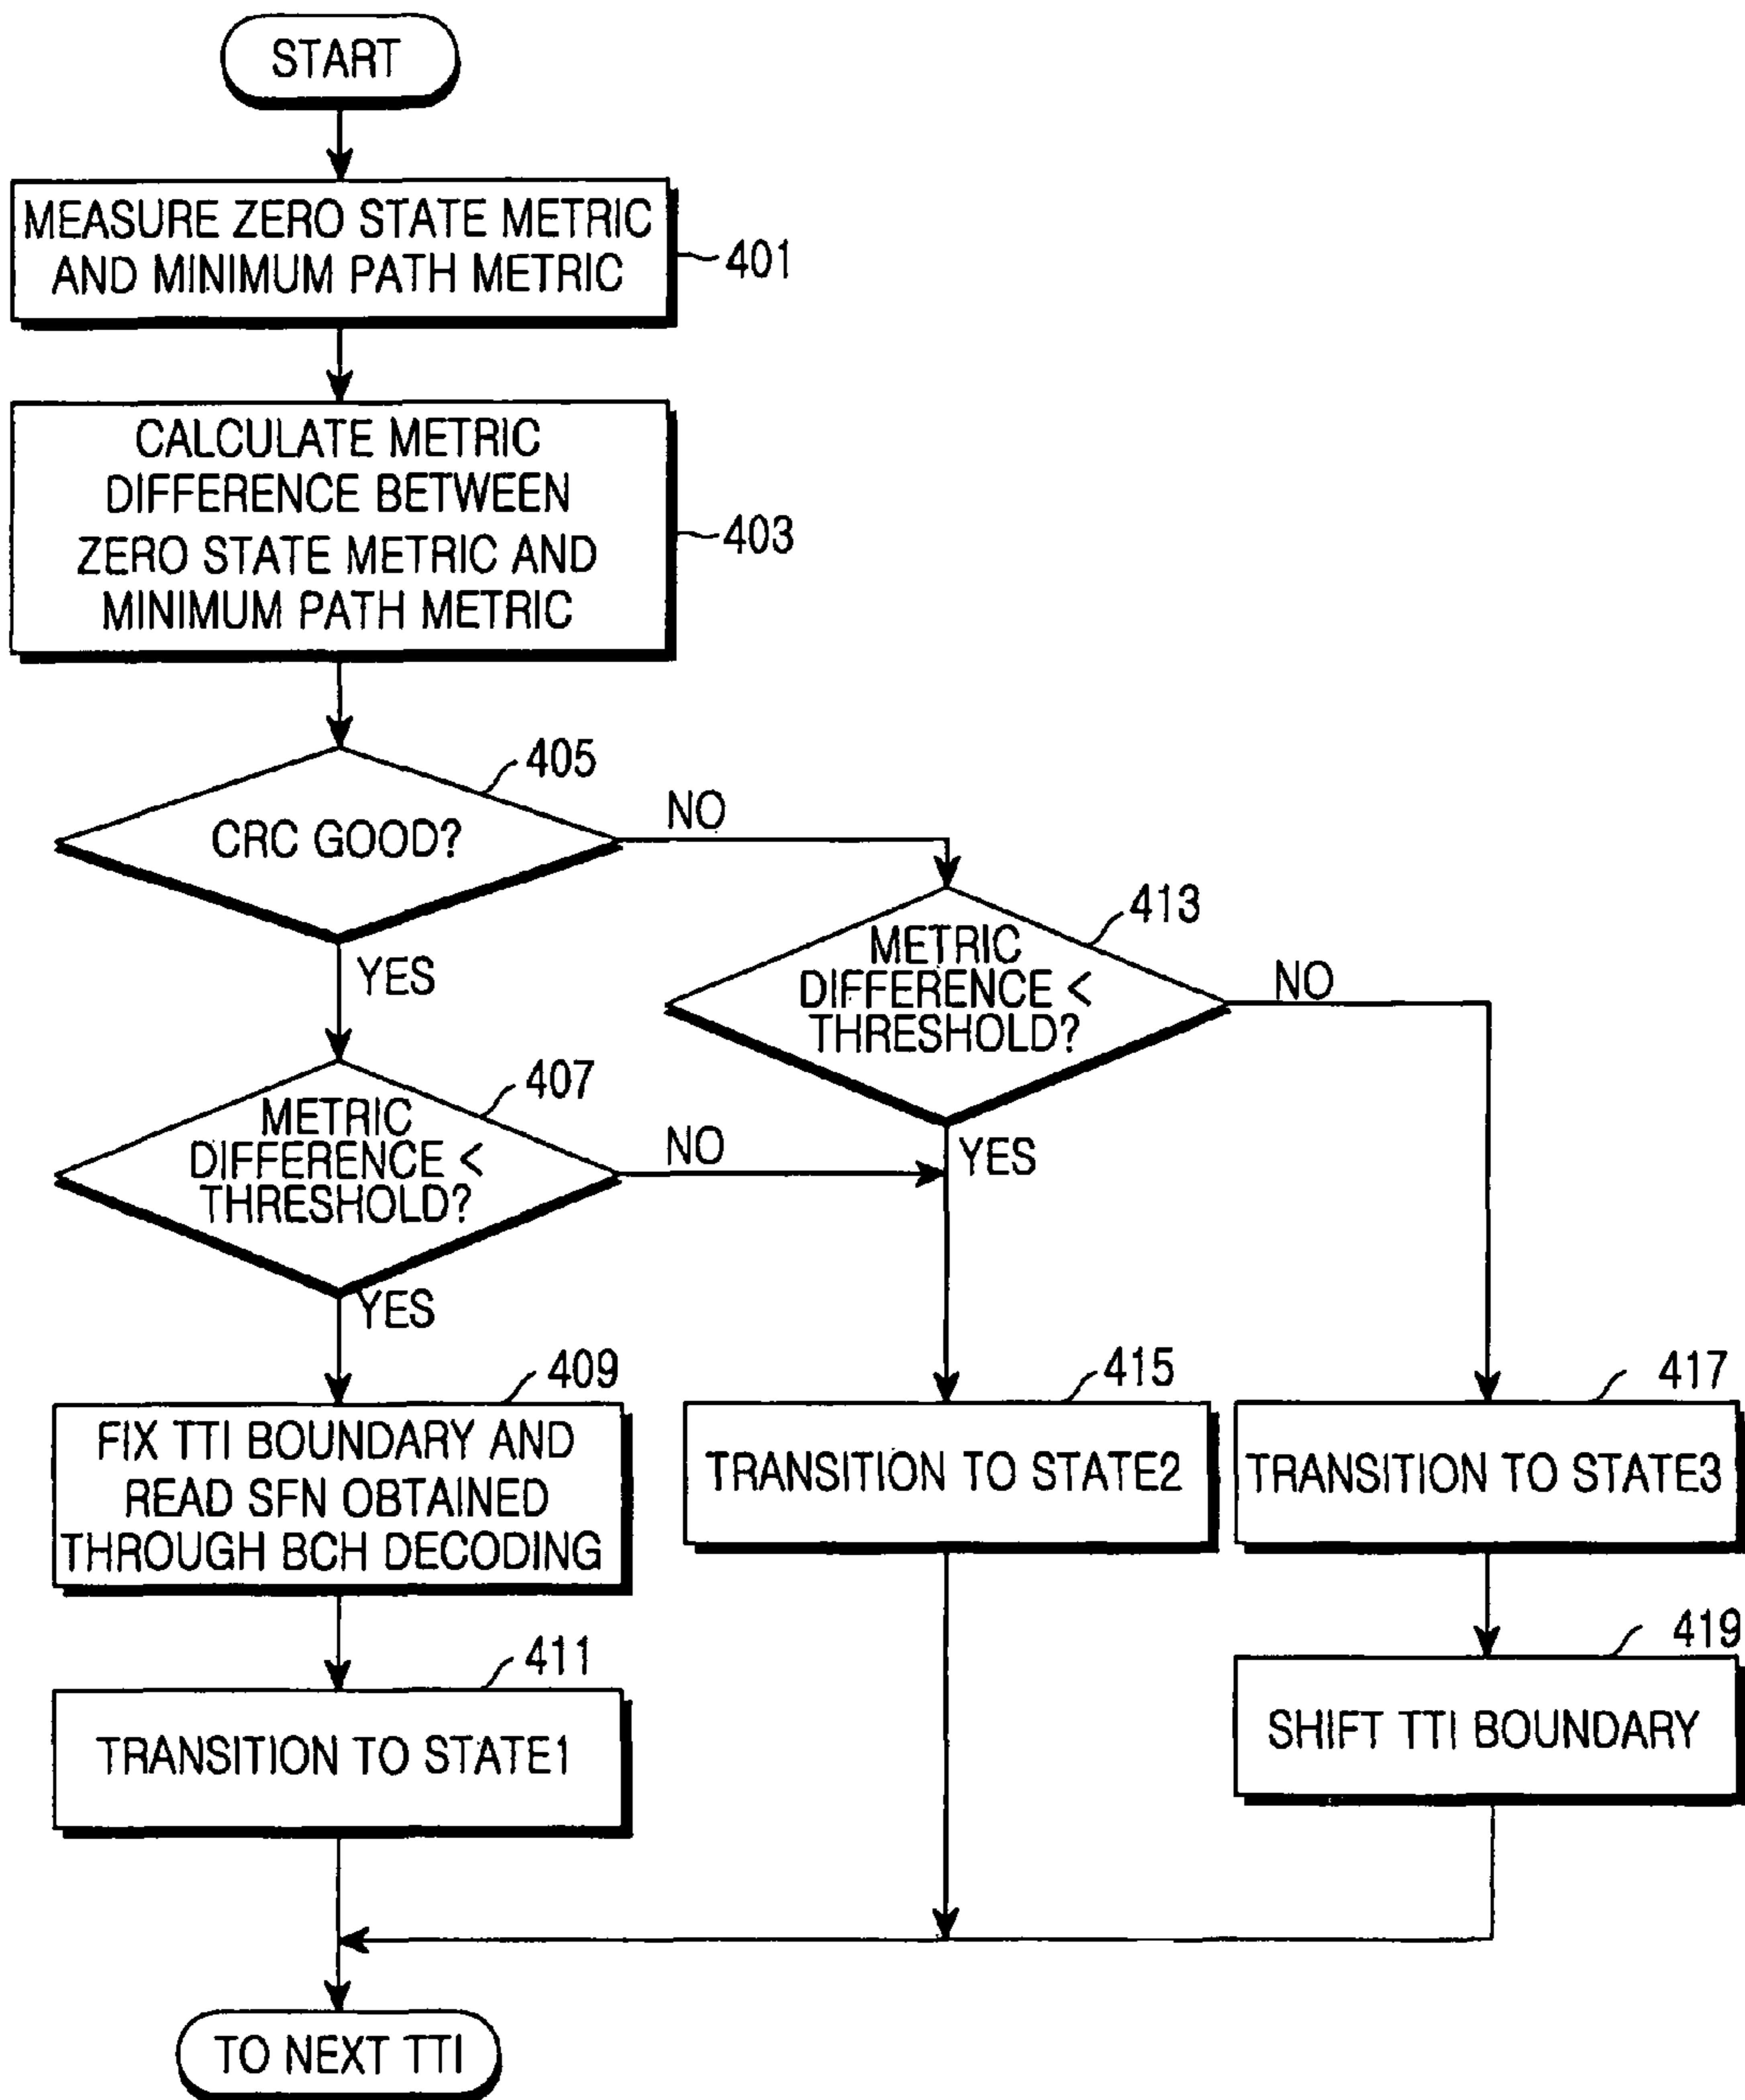 START
MEASURE ZERO STATE METRIC
AND MINIMUM PATH METRIC
401
CALCULATE METRIC
DIFFERENCE BETWEEN
ZERO STATE METRIC AND
MINIMUM PATH METRIC
403
405
CRC GOOD?
NO
YES
413
METRIC
DIFFERENCE <
THRESHOLD?
NO
YES
407
METRIC
DIFFERENCE <
THRESHOLD?
NO
YES
409
FIX TTI BOUNDARY AND
READ SFN OBTAINED
THROUGH BCH DECODING
415
TRANSITION TO STATE2
417
TRANSITION TO STATE3
411
TRANSITION TO STATE1
419
SHIFT TTI BOUNDARY
TO NEXT TTI